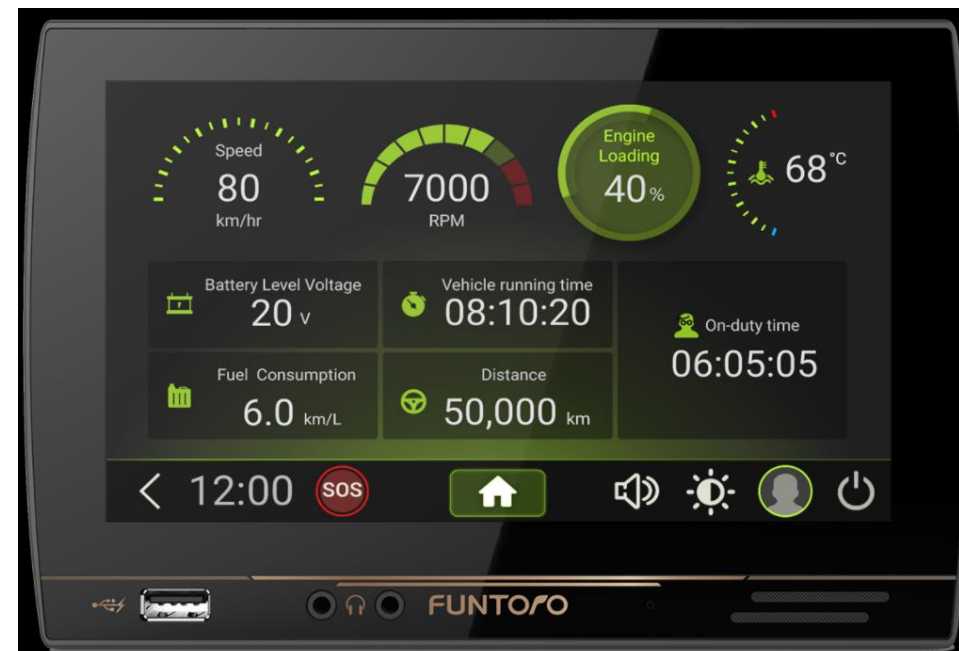 Speed
80
km/hr
7000
RPM
Engine
Loading
40%
68°C
Battery Level Voltage
20 V
Vehicle running time
08:10:20
On-duty time
06:05:05
Fuel Consumption
6.0 km/L
Distance
50,000 km
12:00
SOS
FUNTORO